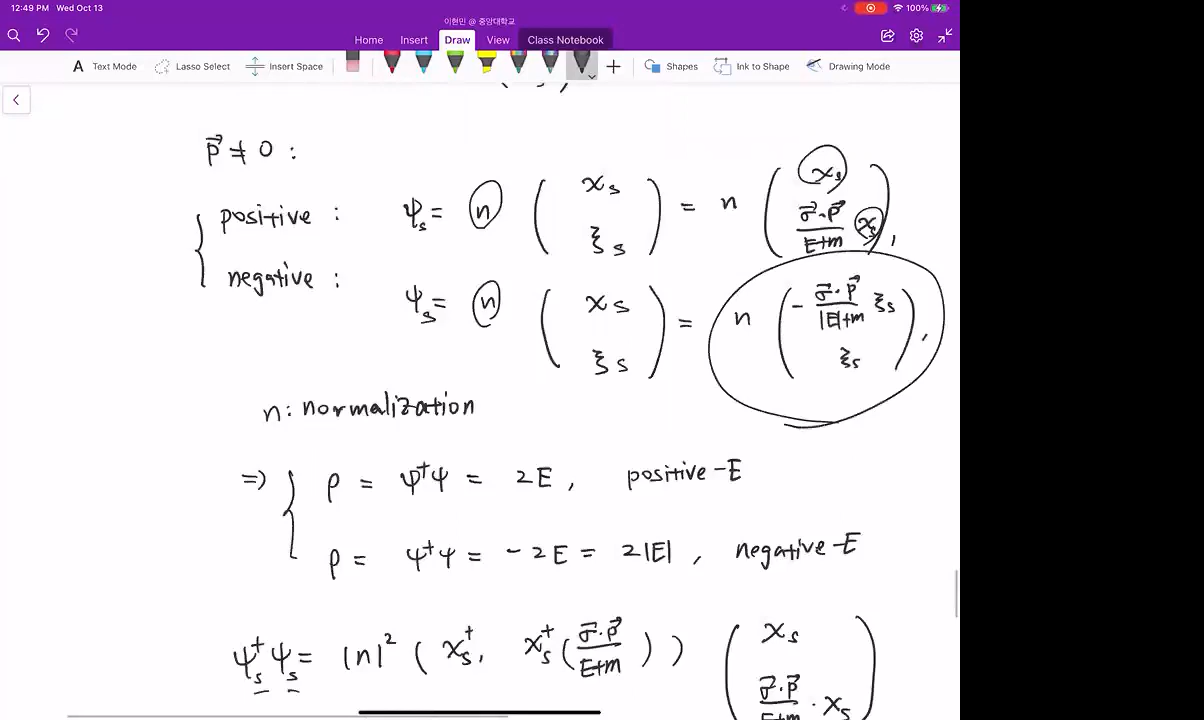 12:49 PM Wed Oct 13
100%
이현민 @ 중앙대학교
Home Insert Draw View Class Notebook
A Text Mode Lasso Select Insert Space Shapes Ink to Shape Drawing Mode
p⃗ ≠ 0 :
positive : ψₛ = n ( χₛ ξₛ ) = n ( χₛ σ⃗·p⃗/E+m χₛ ),
negative : ψₛ = n ( χₛ ξₛ ) = n ( - σ⃗·p⃗/|E|+m ξₛ ξₛ ),
n : normalization
⇒ { ρ = ψ†ψ = 2E , positive-E
ρ = ψ†ψ = - 2E = 2|E| , negative-E
ψₛ†ψₛ = |n|² ( χₛ†, χₛ†( σ⃗·p⃗/E+m ) ) ( χₛ σ⃗·p⃗/E+m · χₛ